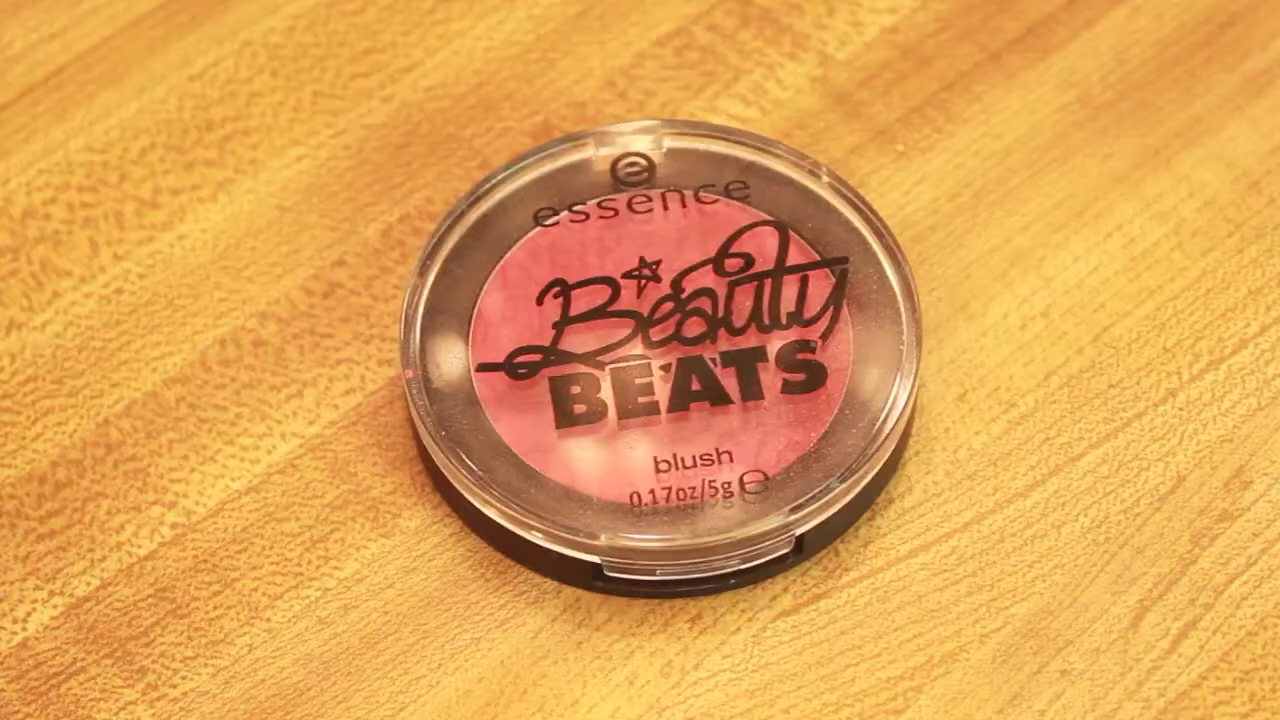 e
essence
Beauty
BEATS
blush
0.17oz/5g ℮